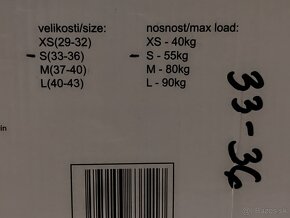 velikosti/size:
XS(29-32)
S(33-36)
M(37-40)
L(40-43)
nosnost/max load:
XS - 40kg
S - 55kg
M - 80kg
L - 90kg
33-36
in